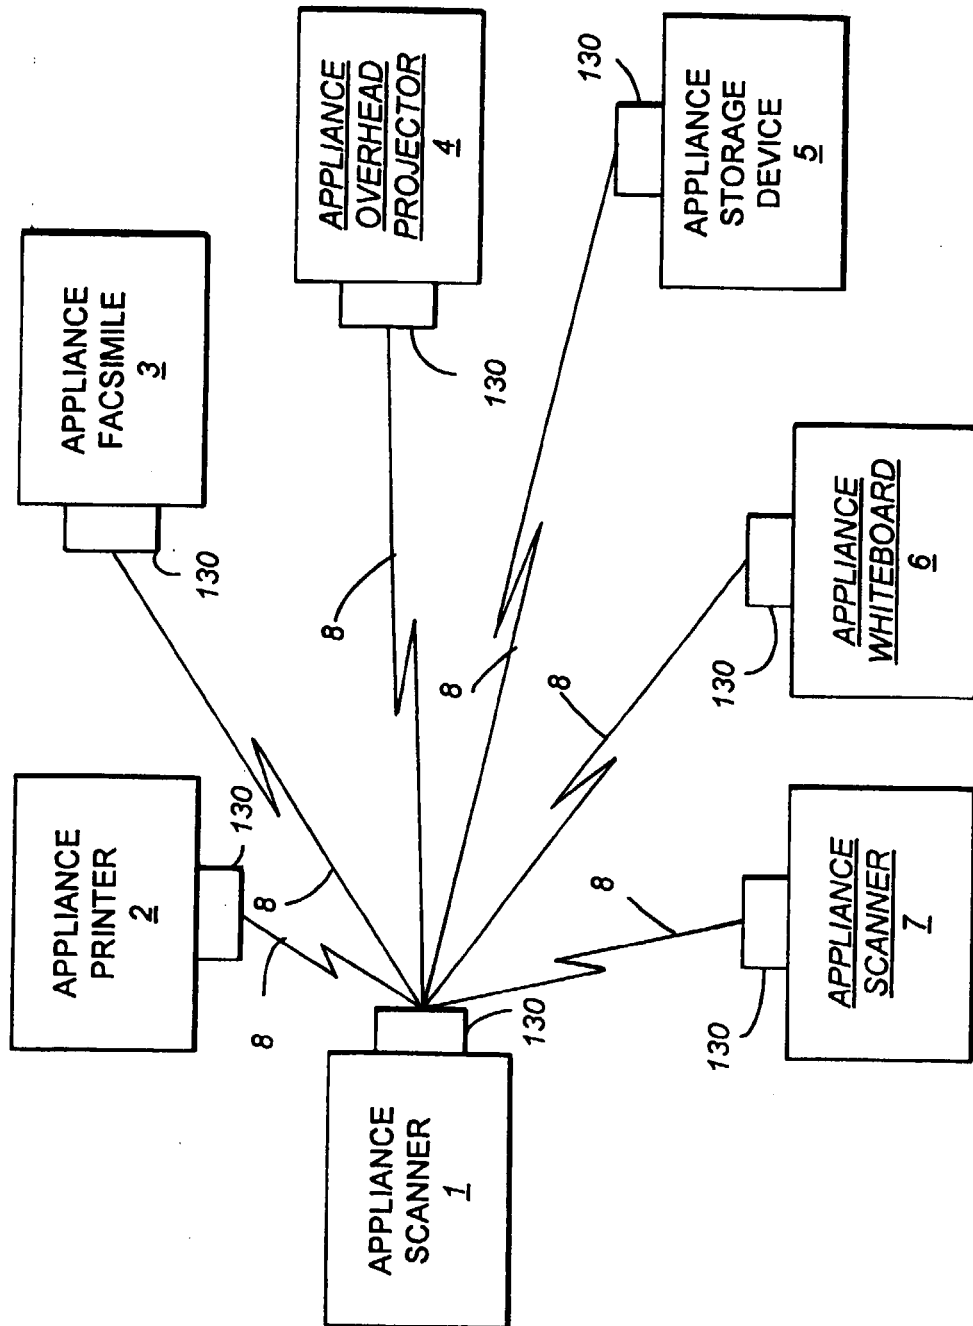 APPLIANCE
PRINTER
2
130
8
APPLIANCE
FACSIMILE
3
130
8
APPLIANCE
OVERHEAD
PROJECTOR
4
130
8
APPLIANCE
SCANNER
1
130
APPLIANCE
STORAGE
DEVICE
5
130
8
APPLIANCE
WHITEBOARD
6
130
8
APPLIANCE
SCANNER
7
130
8